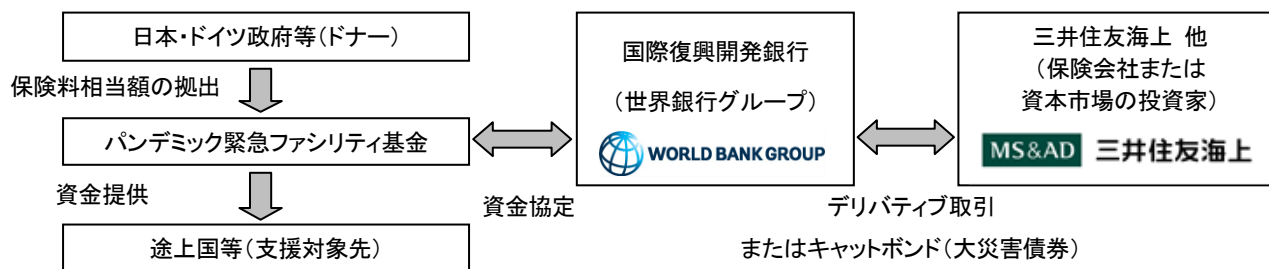 日本・ドイツ政府等(ドナー)
保険料相当額の拠出
パンデミック緊急ファシリティ基金
資金提供
途上国等(支援対象先)
国際復興開発銀行
(世界銀行グループ)
WORLD BANK GROUP
資金協定
三井住友海上 他
(保険会社または
資本市場の投資家)
MS&AD 三井住友海上
デリバティブ取引
またはキャットボンド(大災害債券)